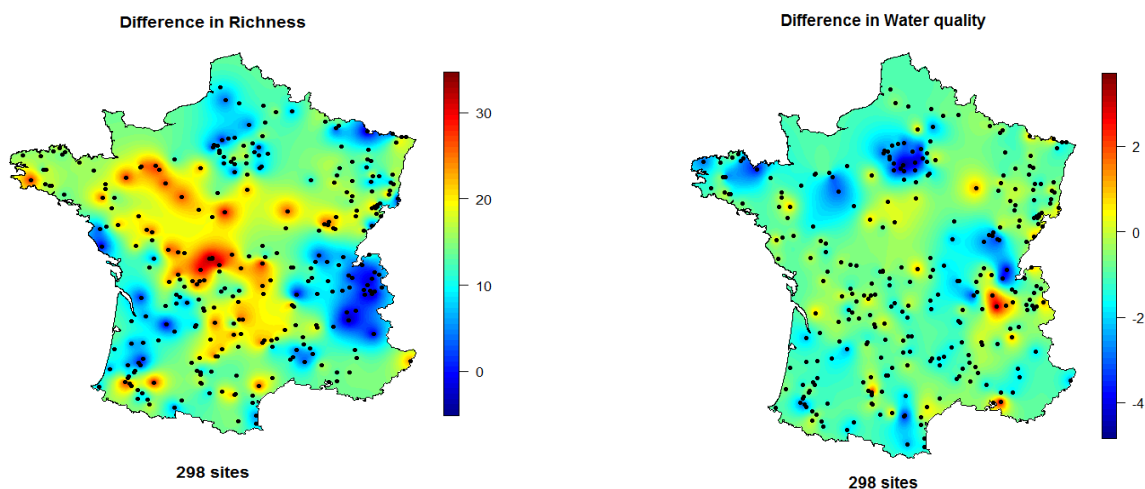 Difference in Richness
30
20
10
0
298 sites
Difference in Water quality
2
0
-2
-4
298 sites